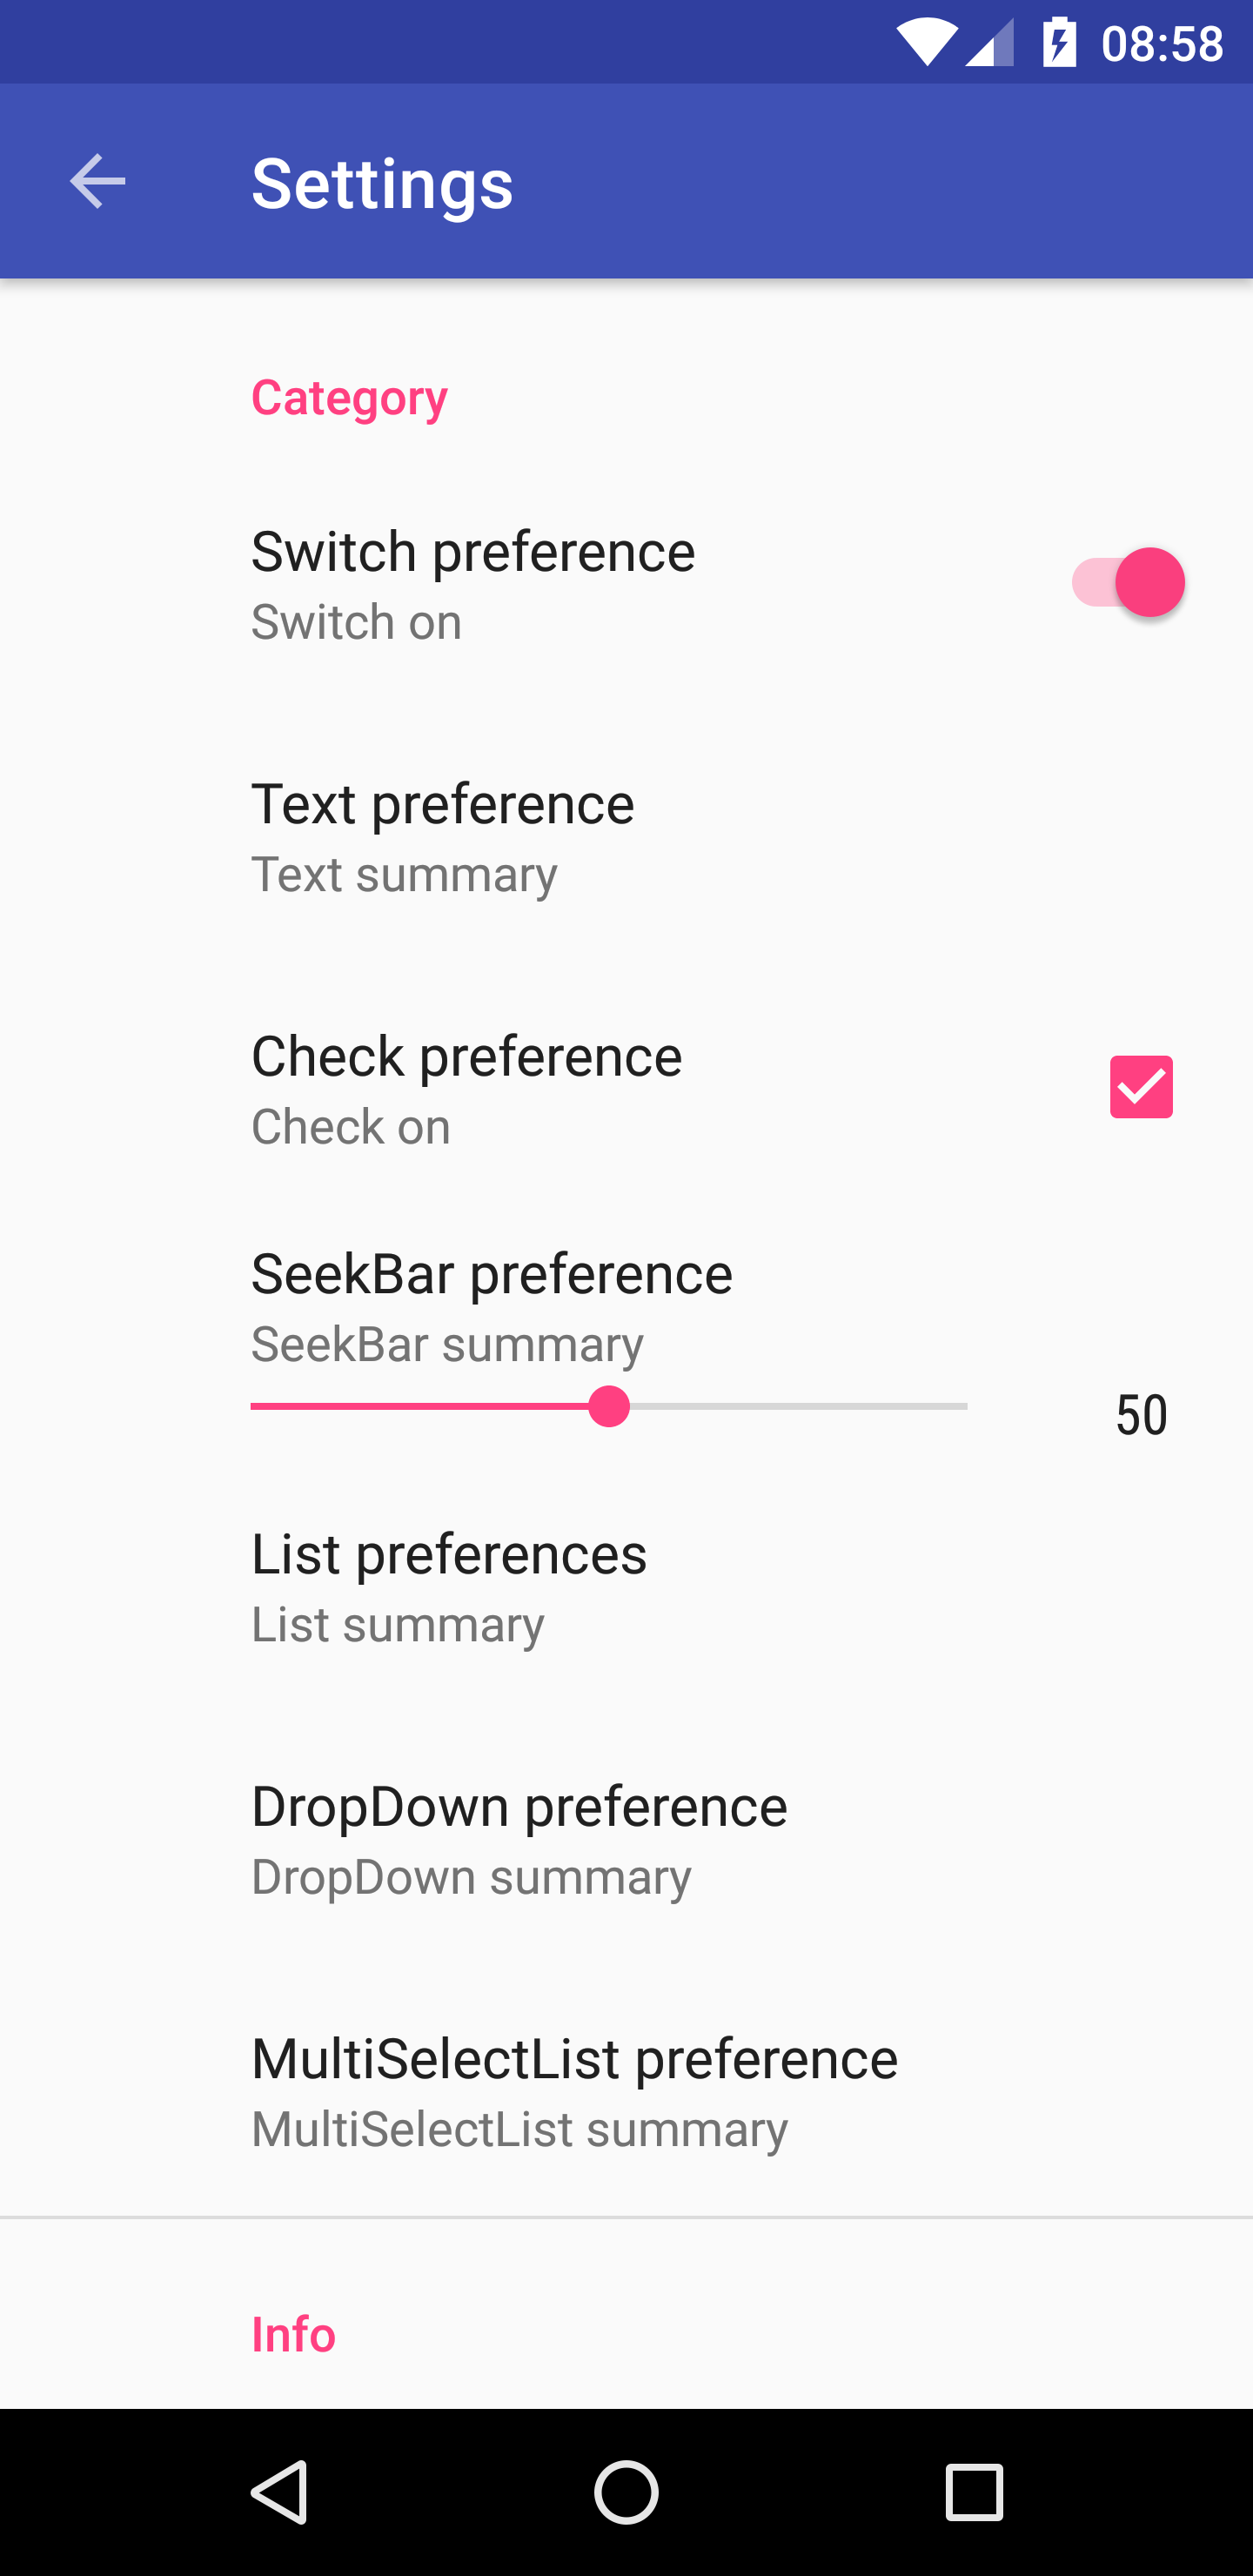 08:58
Settings
Category
Switch preference
Switch on
Text preference
Text summary
Check preference
Check on
SeekBar preference
SeekBar summary
50
List preferences
List summary
DropDown preference
DropDown summary
MultiSelectList preference
MultiSelectList summary
Info